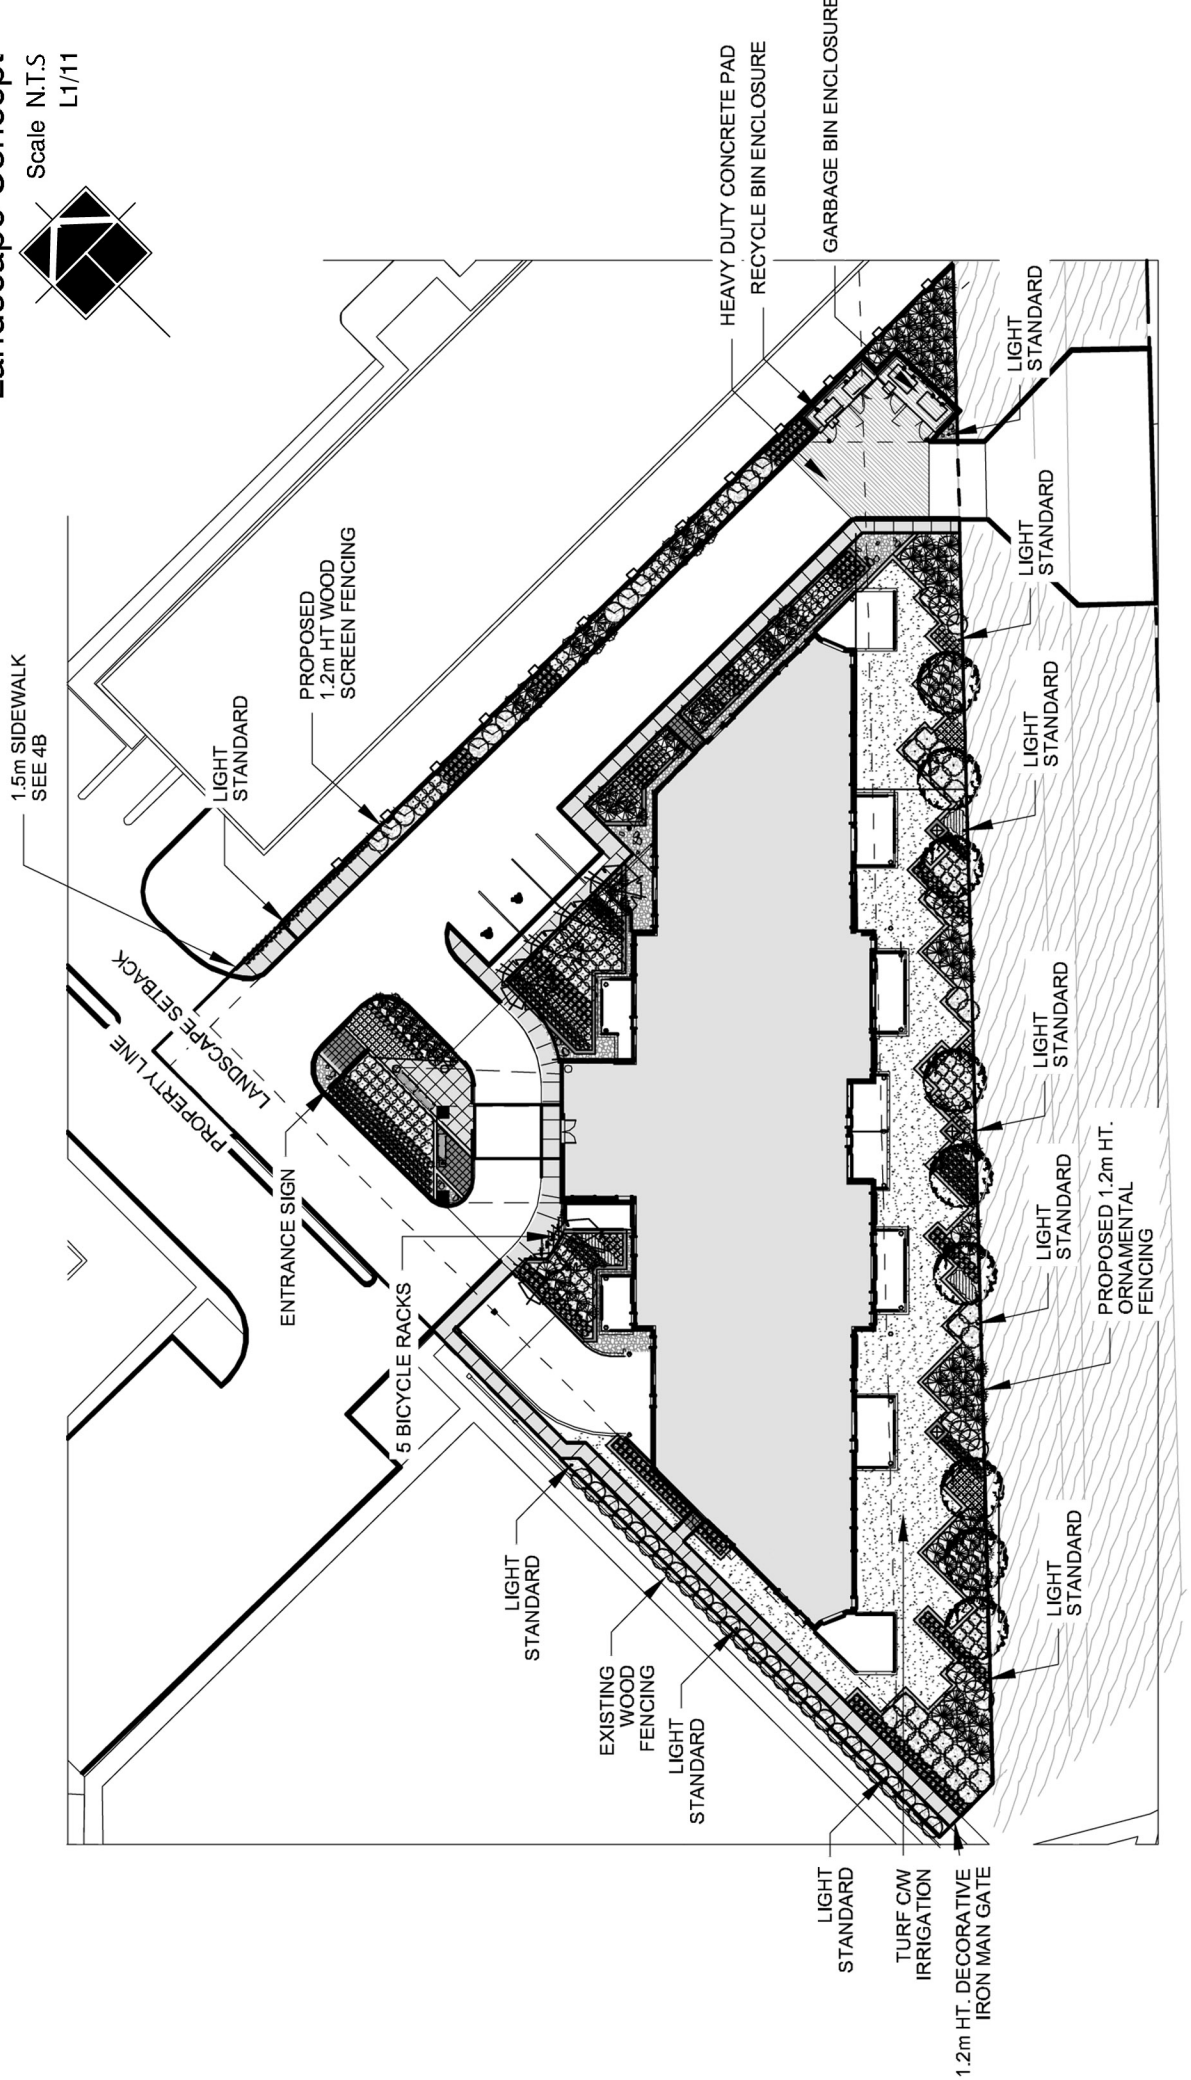 Landscape Concept
Scale N.T.S
L1/11
1.5m SIDEWALK
SEE 4B
LIGHT
STANDARD
PROPOSED
1.2m HT WOOD
SCREEN FENCING
HEAVY DUTY CONCRETE PAD
RECYCLE BIN ENCLOSURE
GARBAGE BIN ENCLOSURE
PROPERTY LINE
LANDSCAPE SETBACK
ENTRANCE SIGN
5 BICYCLE RACKS
LIGHT
STANDARD
EXISTING
WOOD
FENCING
LIGHT
STANDARD
LIGHT
STANDARD
TURF C/W
IRRIGATION
1.2m HT. DECORATIVE
IRON MAN GATE
LIGHT
STANDARD
PROPOSED 1.2m HT.
ORNAMENTAL
FENCING
LIGHT
STANDARD
LIGHT
STANDARD
LIGHT
STANDARD
LIGHT
STANDARD
LIGHT
STANDARD